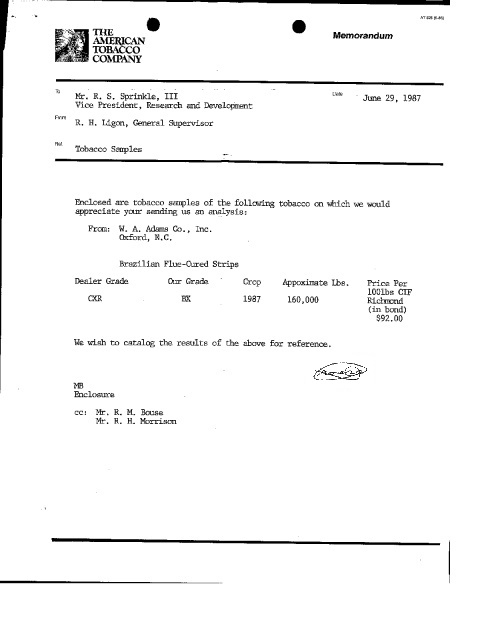 AT 825 (6-86)
THE
AMERICAN
TOBACCO
COMPANY
Memorandum
To Mr. R. S. Sprinkle, III
Vice President, Research and Development
Date June 29, 1987
From R. H. Ligon, General Supervisor
Ref. Tobacco Samples
Enclosed are tobacco samples of the following tobacco on which we would
appreciate your sending us an analysis:
From: W. A. Adams Co., Inc.
Oxford, N.C.
Brazilian Flue-Cured Strips
Dealer Grade Our Grade Crop Appoximate Lbs. Price Per
100lbs CIF
CXR BX 1987 160,000 Richmond
(in bond)
$92.00
We wish to catalog the results of the above for reference.
MB
Enclosure
cc: Mr. R. M. Bouse
Mr. R. H. Morrison